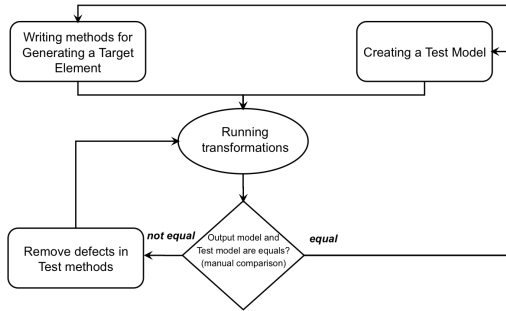 Writing methods for
Generating a Target
Element
Creating a Test Model
Running
transformations
not equal
Output model and
Test model are equals?
(manual comparison)
equal
Remove defects in
Test methods